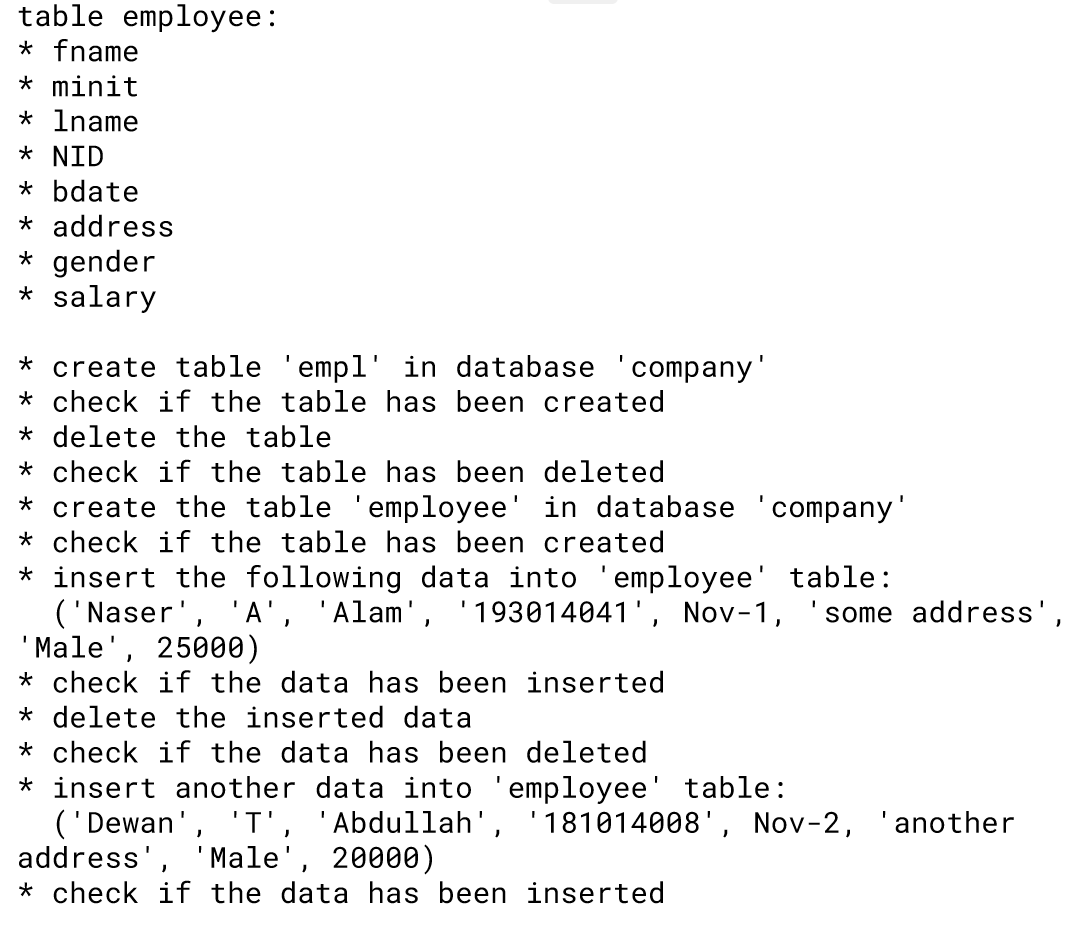 table employee:
* fname
* minit
* lname
* NID
* bdate
* address
* gender
* salary

* create table 'empl' in database 'company'
* check if the table has been created
* delete the table
* check if the table has been deleted
* create the table 'employee' in database 'company'
* check if the table has been created
* insert the following data into 'employee' table:
  ('Naser', 'A', 'Alam', '193014041', Nov-1, 'some address',
'Male', 25000)
* check if the data has been inserted
* delete the inserted data
* check if the data has been deleted
* insert another data into 'employee' table:
  ('Dewan', 'T', 'Abdullah', '181014008', Nov-2, 'another
address', 'Male', 20000)
* check if the data has been inserted